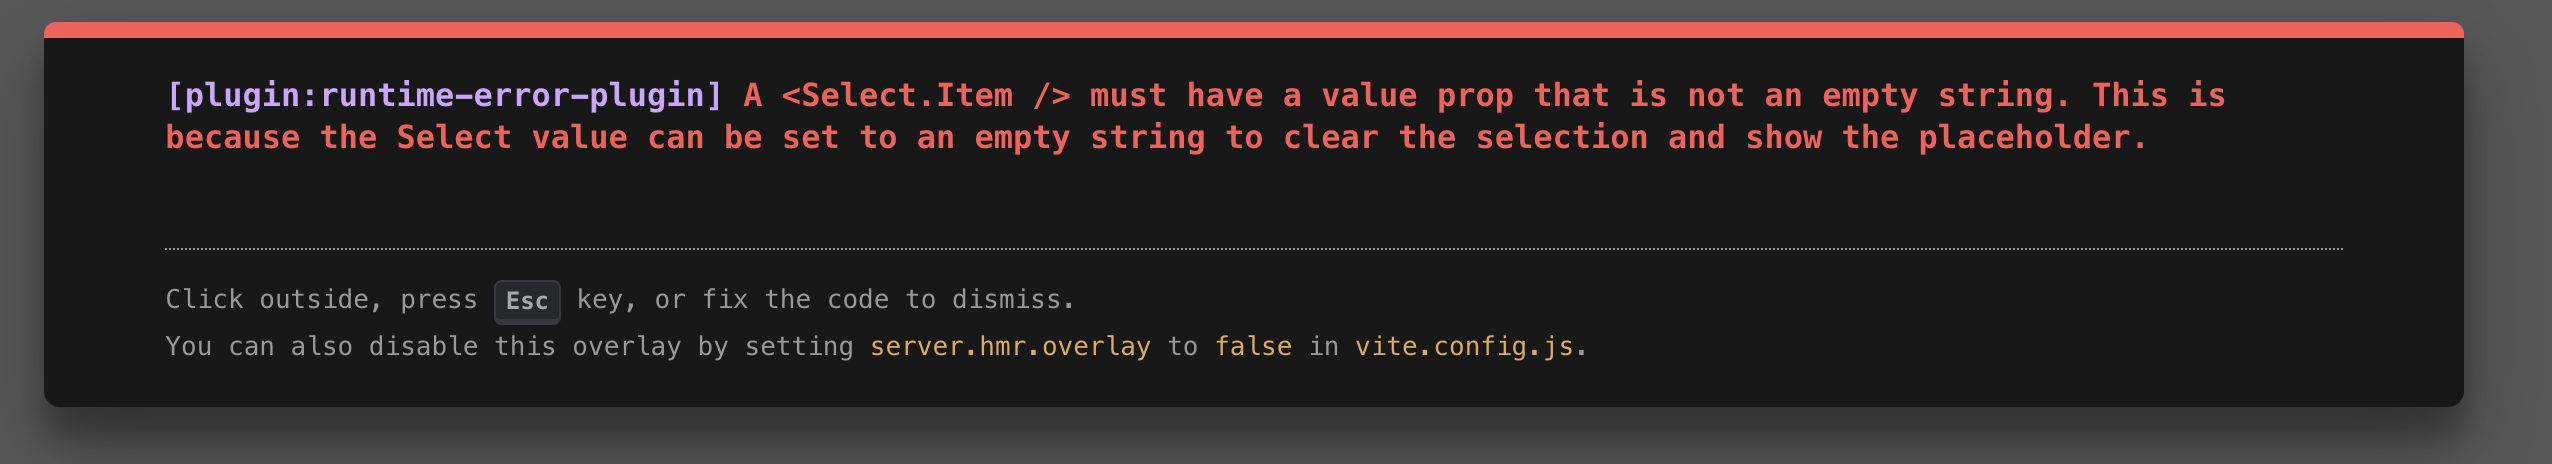 [plugin:runtime-error-plugin] A <Select.Item /> must have a value prop that is not an empty string. This is
because the Select value can be set to an empty string to clear the selection and show the placeholder.
Click outside, press Esc key, or fix the code to dismiss.
You can also disable this overlay by setting server.hmr.overlay to false in vite.config.js.